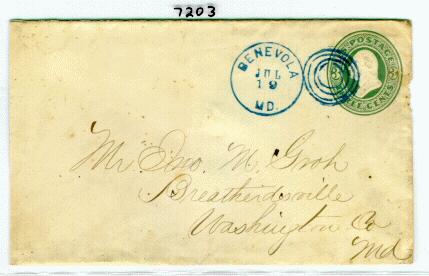 7203
BENEVOLA
JUL
19
MD.
POSTAGE
THREE CENTS
Mr Jno. M. Groh
Breathedsville
Washington Co
Md